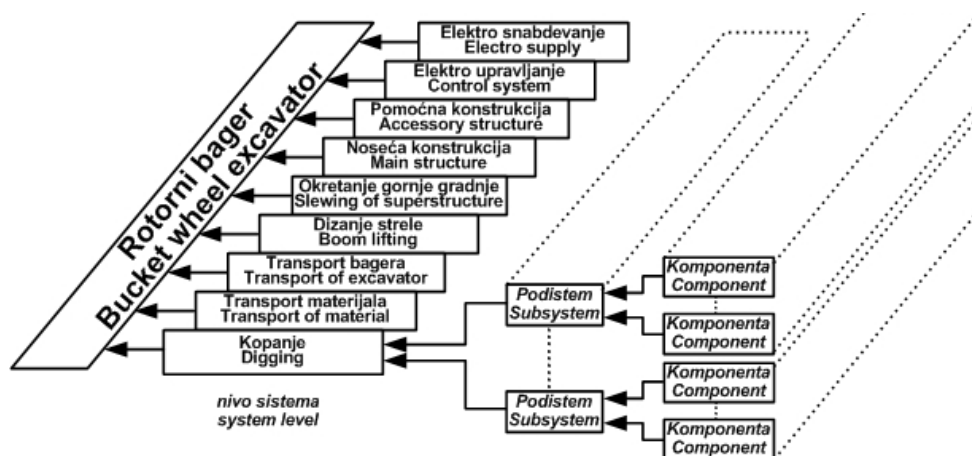 Rotorni bager
Bucket wheel excavator
Elektro snabdevanje
Electro supply
Elektro upravljanje
Control system
Pomoćna konstrukcija
Accessory structure
Noseća konstrukcija
Main structure
Okretanje gornje gradnje
Slewing of superstructure
Dizanje strele
Boom lifting
Transport bagera
Transport of excavator
Transport materijala
Transport of material
Kopanje
Digging
nivo sistema
system level
Podistem
Subsystem
Podistem
Subsystem
Komponenta
Component
Komponenta
Component
Komponenta
Component
Komponenta
Component